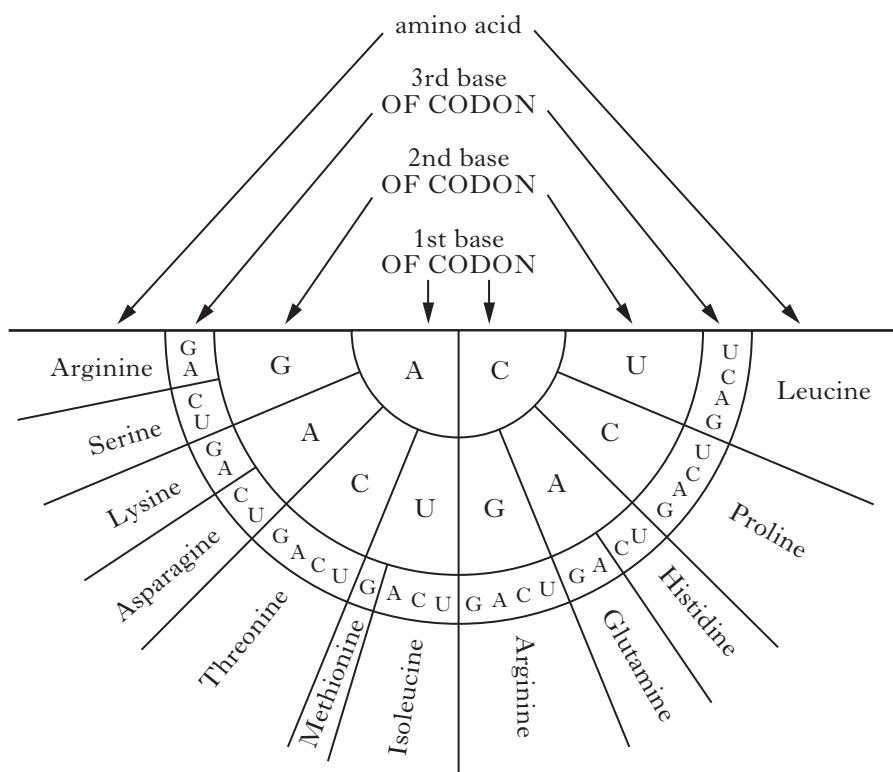 amino acid
3rd base
OF CODON
2nd base
OF CODON
1st base
OF CODON
Arginine
G
A
G
A
C
U
U
C
A
G
Leucine
Serine
C
U
A
C
U
C
A
G
Proline
Lysine
G
A
C
U
G
A
Asparagine
C
U
Threonine
G
A
C
U
Methionine
G
Isoleucine
A
C
U
Arginine
G
A
C
U
Glutamine
G
A
Histidine
C
U